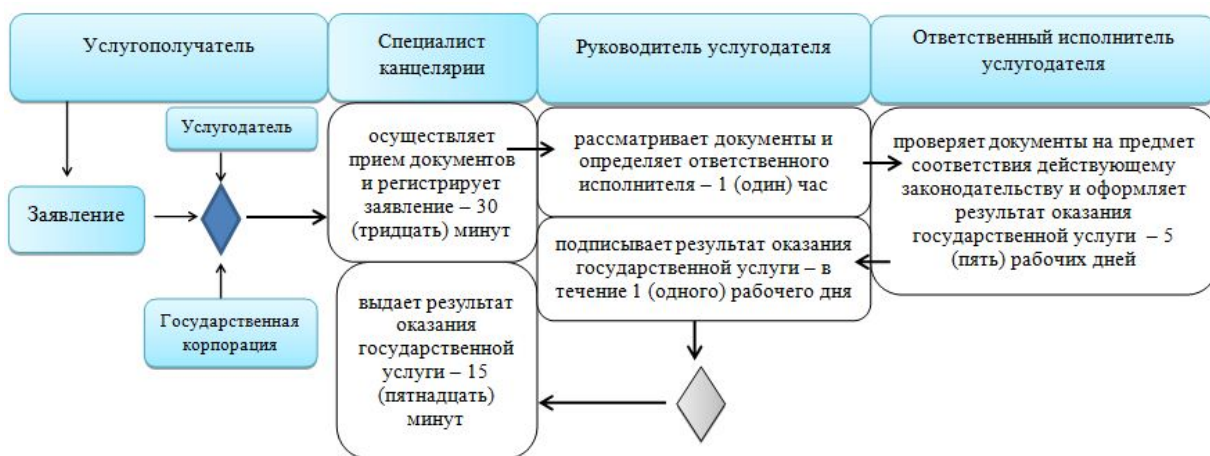 Услугополучатель
Специалист
канцелярии
Руководитель услугодателя
Ответственный исполнитель
услугодателя
Услугодатель
Заявление
Государственная
корпорация
осуществляет
прием документов
и регистрирует
заявление – 30
(тридцать) минут
рассматривает документы и
определяет ответственного
исполнителя – 1 (один) час
проверяет документы на предмет
соответствия действующему
законодательству и оформляет
результат оказания
государственной услуги – 5
(пять) рабочих дней
подписывает результат оказания
государственной услуги – в
течение 1 (одного) рабочего дня
выдает результат
оказания
государственной
услуги – 15
(пятнадцать)
минут